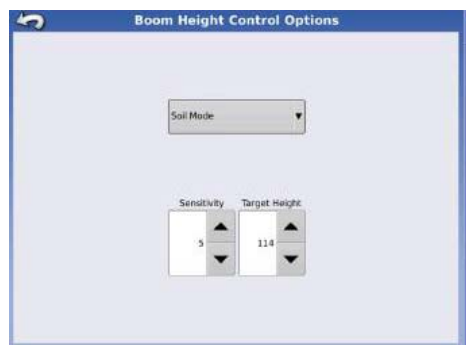 Boom Height Control Options
Soil Mode
Sensitivity Target Height
5 114